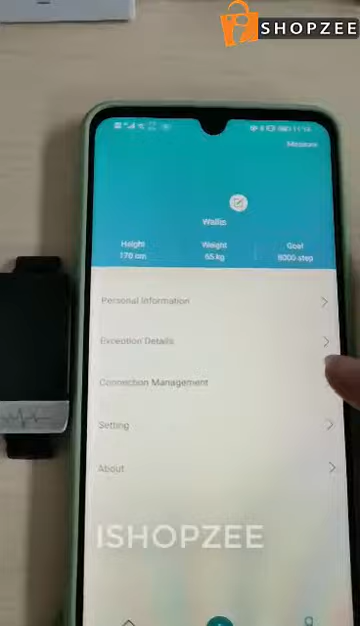 ISHOPZEE
Measure
Wallis
Height Weight Goal
170 cm 65 kg 8000 step
Personal Information
Exception Details
Connection Management
Setting
About
ISHOPZEE